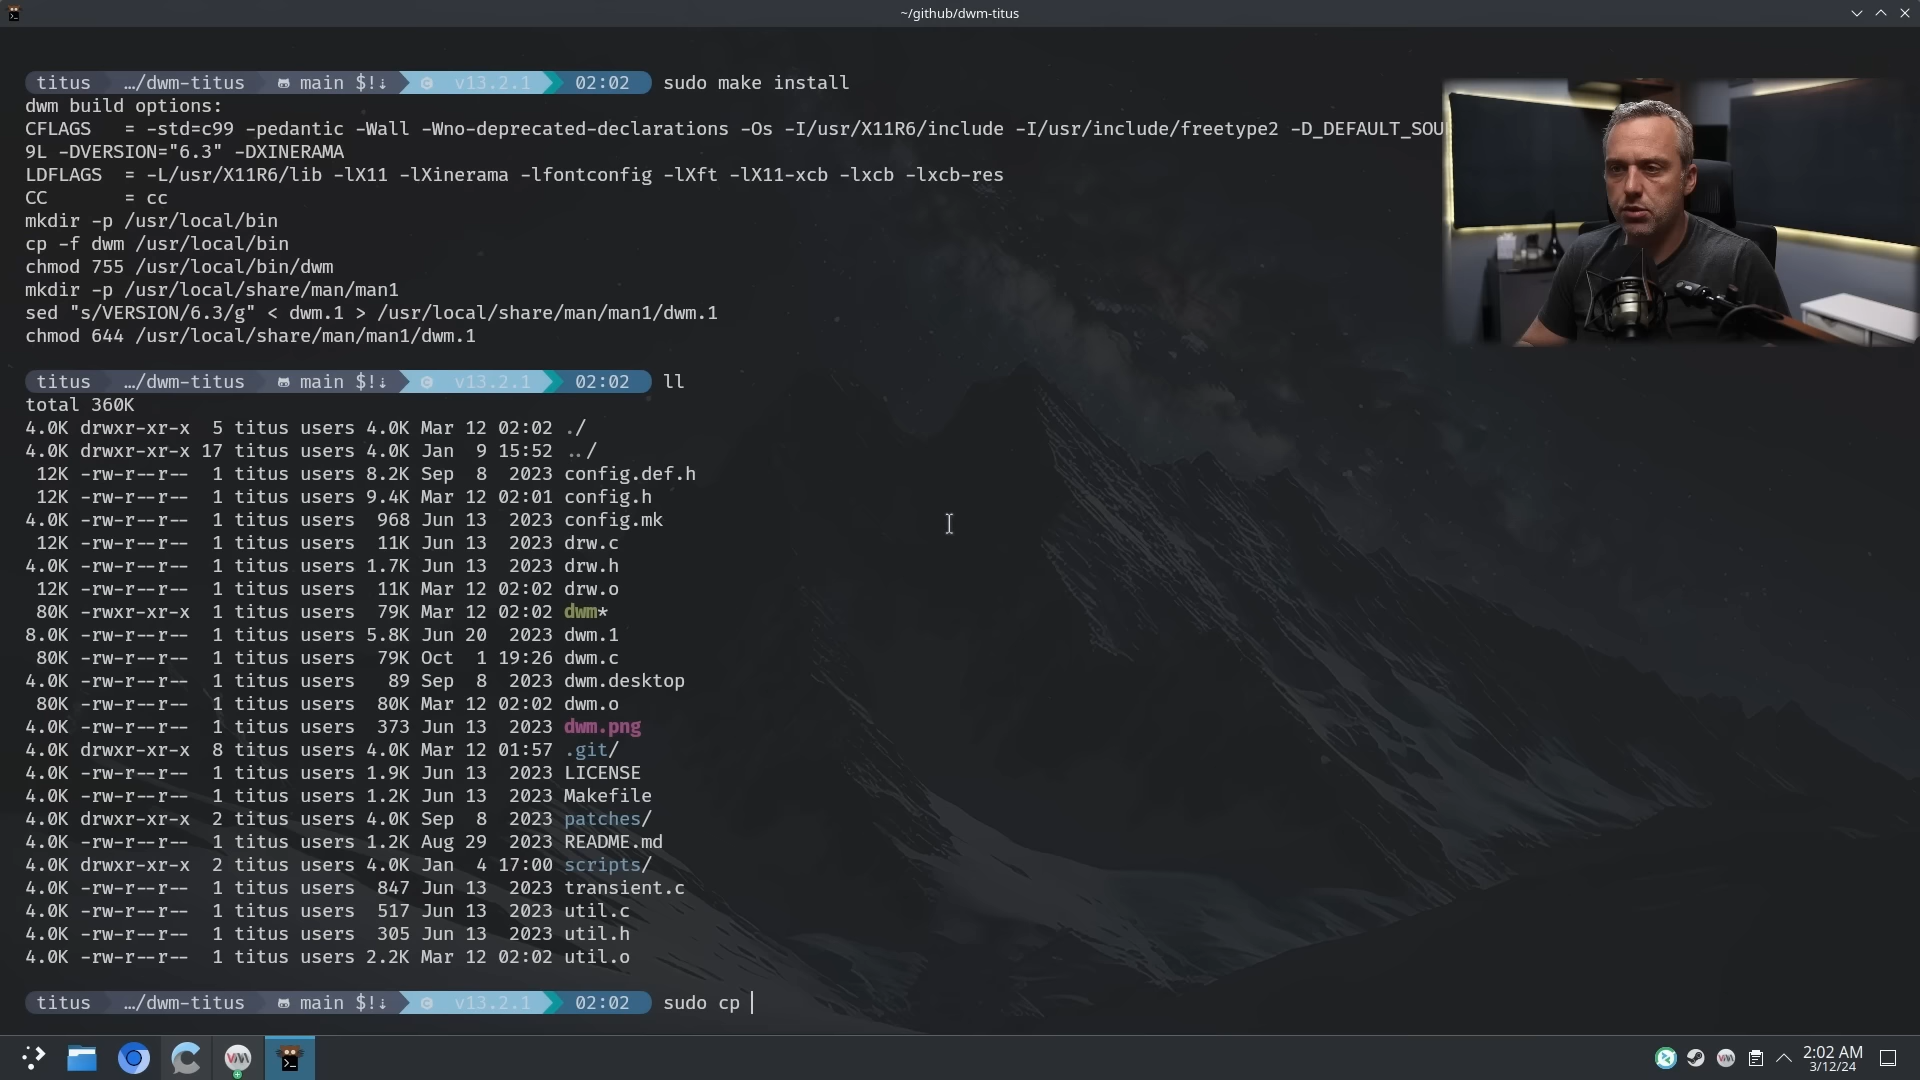 ~/github/dwm-titus
titus …/dwm-titus main $!⇣ v13.2.1 02:02 sudo make install
dwm build options:
CFLAGS   = -std=c99 -pedantic -Wall -Wno-deprecated-declarations -Os -I/usr/X11R6/include -I/usr/include/freetype2 -D_DEFAULT_SOU
9L -DVERSION="6.3" -DXINERAMA
LDFLAGS  = -L/usr/X11R6/lib -lX11 -lXinerama -lfontconfig -lXft -lX11-xcb -lxcb -lxcb-res
CC       = cc
mkdir -p /usr/local/bin
cp -f dwm /usr/local/bin
chmod 755 /usr/local/bin/dwm
mkdir -p /usr/local/share/man/man1
sed "s/VERSION/6.3/g" < dwm.1 > /usr/local/share/man/man1/dwm.1
chmod 644 /usr/local/share/man/man1/dwm.1
titus …/dwm-titus main $!⇣ v13.2.1 02:02 ll
total 360K
4.0K drwxr-xr-x  5 titus users 4.0K Mar 12 02:02 ./
4.0K drwxr-xr-x 17 titus users 4.0K Jan  9 15:52 ../
 12K -rw-r--r--  1 titus users 8.2K Sep  8  2023 config.def.h
 12K -rw-r--r--  1 titus users 9.4K Mar 12 02:01 config.h
4.0K -rw-r--r--  1 titus users  968 Jun 13  2023 config.mk
 12K -rw-r--r--  1 titus users  11K Jun 13  2023 drw.c
4.0K -rw-r--r--  1 titus users 1.7K Jun 13  2023 drw.h
 12K -rw-r--r--  1 titus users  11K Mar 12 02:02 drw.o
 80K -rwxr-xr-x  1 titus users  79K Mar 12 02:02 dwm*
8.0K -rw-r--r--  1 titus users 5.8K Jun 20  2023 dwm.1
 80K -rw-r--r--  1 titus users  79K Oct  1 19:26 dwm.c
4.0K -rw-r--r--  1 titus users   89 Sep  8  2023 dwm.desktop
 80K -rw-r--r--  1 titus users  80K Mar 12 02:02 dwm.o
4.0K -rw-r--r--  1 titus users  373 Jun 13  2023 dwm.png
4.0K drwxr-xr-x  8 titus users 4.0K Mar 12 01:57 .git/
4.0K -rw-r--r--  1 titus users 1.9K Jun 13  2023 LICENSE
4.0K -rw-r--r--  1 titus users 1.2K Jun 13  2023 Makefile
4.0K drwxr-xr-x  2 titus users 4.0K Sep  8  2023 patches/
4.0K -rw-r--r--  1 titus users 1.2K Aug 29  2023 README.md
4.0K drwxr-xr-x  2 titus users 4.0K Jan  4 17:00 scripts/
4.0K -rw-r--r--  1 titus users  847 Jun 13  2023 transient.c
4.0K -rw-r--r--  1 titus users  517 Jun 13  2023 util.c
4.0K -rw-r--r--  1 titus users  305 Jun 13  2023 util.h
4.0K -rw-r--r--  1 titus users 2.2K Mar 12 02:02 util.o
titus …/dwm-titus main $!⇣ v13.2.1 02:02 sudo cp
2:02 AM
3/12/24